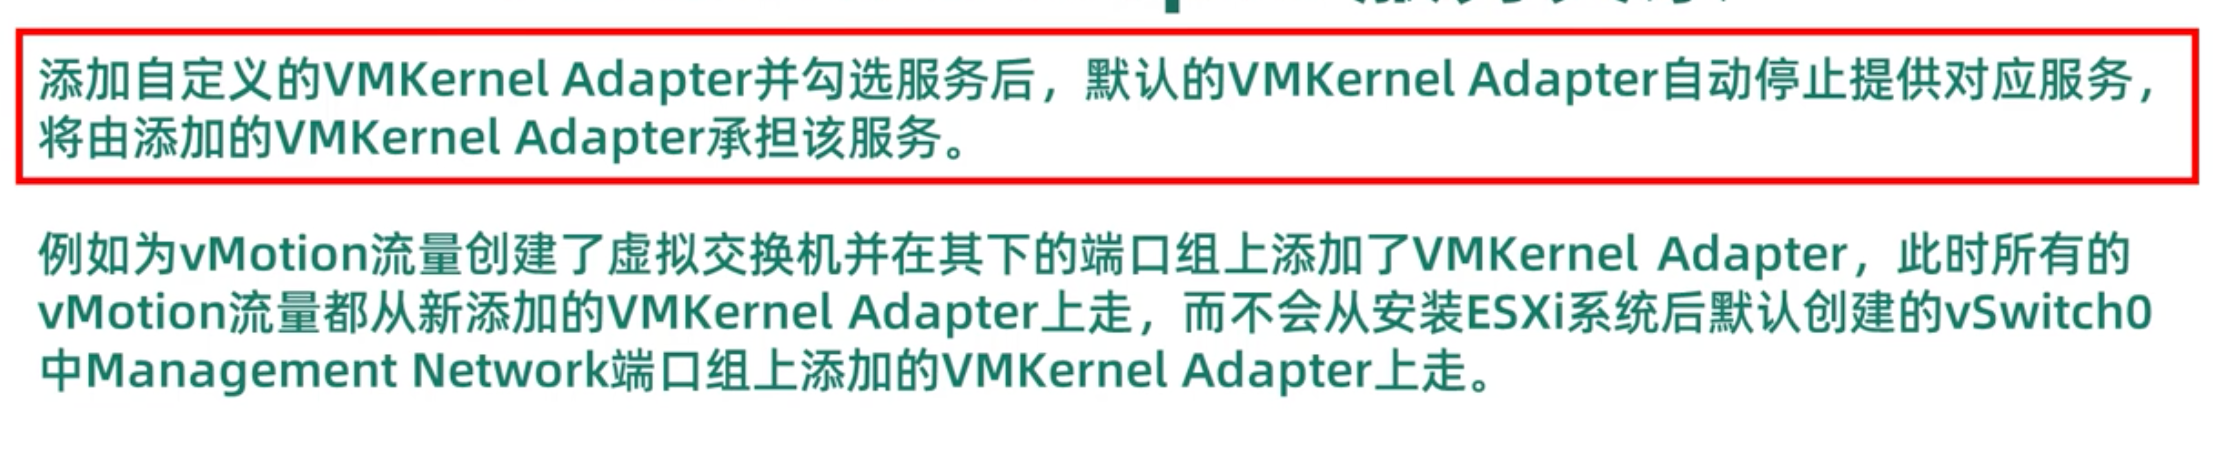 添加自定义的VMKernel Adapter并勾选服务后，默认的VMKernel Adapter自动停止提供对应服务，
将由添加的VMKernel Adapter承担该服务。
例如为vMotion流量创建了虚拟交换机并在其下的端口组上添加了VMKernel Adapter，此时所有的
vMotion流量都从新添加的VMKernel Adapter上走，而不会从安装ESXi系统后默认创建的vSwitch0
中Management Network端口组上添加的VMKernel Adapter上走。